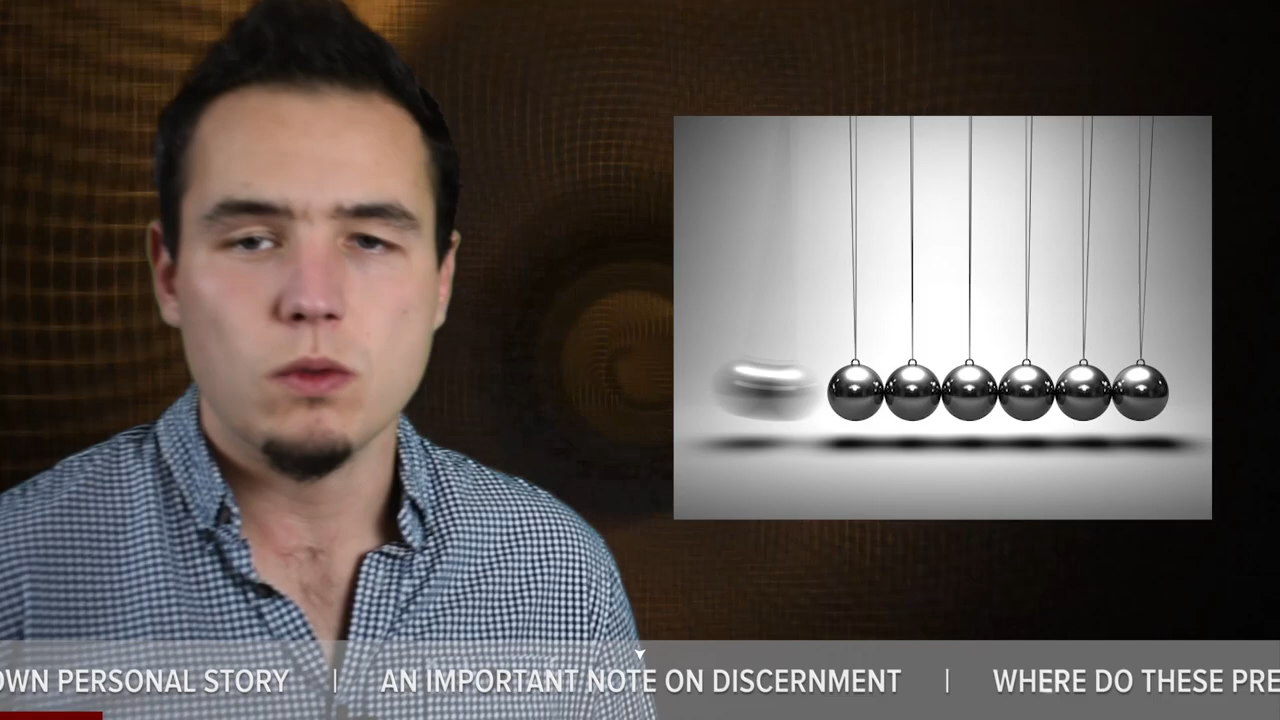 OWN PERSONAL STORY | AN IMPORTANT NOTE ON DISCERNMENT | WHERE DO THESE PRE